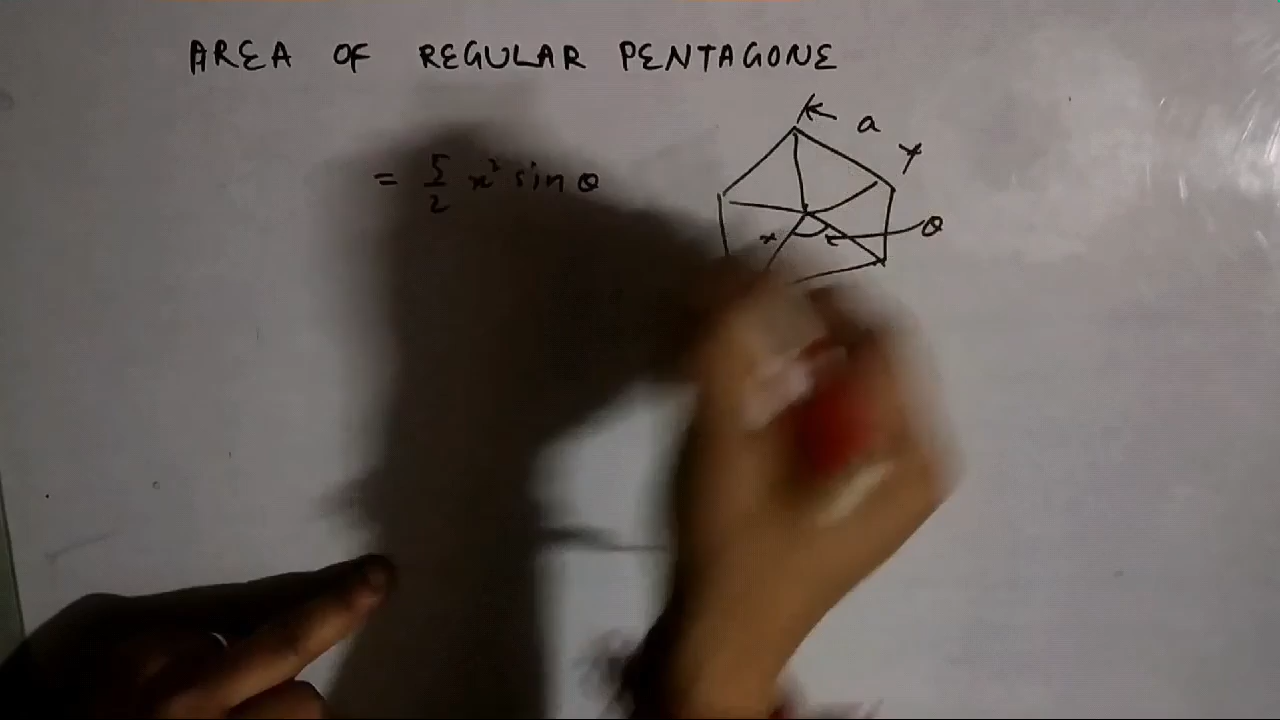 AREA OF REGULAR PENTAGONE
a
= 5/2 x² sin θ
θ
x